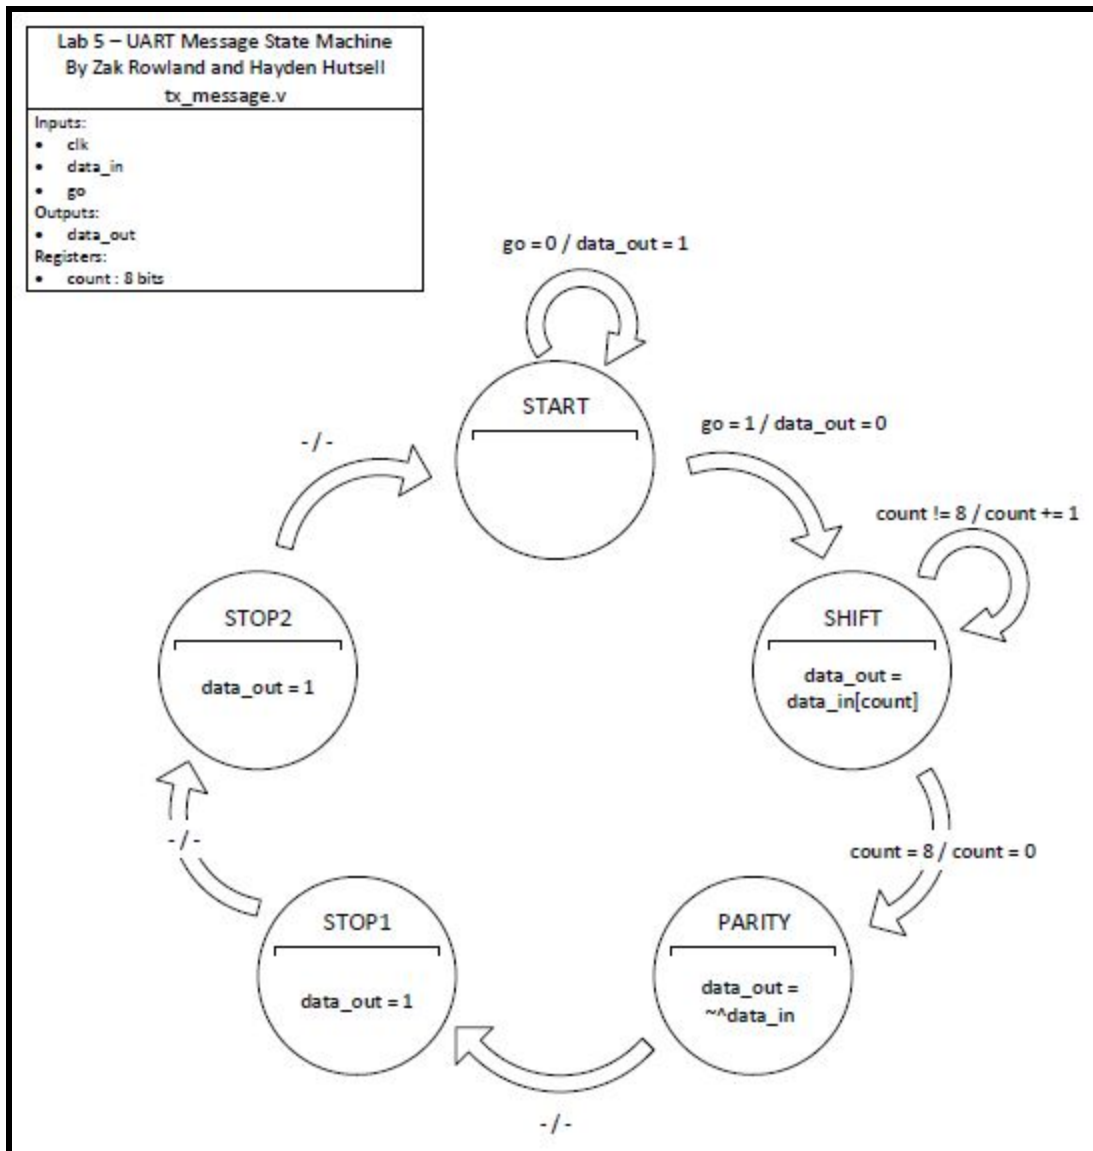 Lab 5 – UART Message State Machine
By Zak Rowland and Hayden Hutsell
tx_message.v
Inputs:
• clk
• data_in
• go
Outputs:
• data_out
Registers:
• count : 8 bits
go = 0 / data_out = 1
START
go = 1 / data_out = 0
- / -
count != 8 / count += 1
STOP2
data_out = 1
SHIFT
data_out =
data_in[count]
- / -
count = 8 / count = 0
STOP1
data_out = 1
PARITY
data_out =
~^data_in
- / -